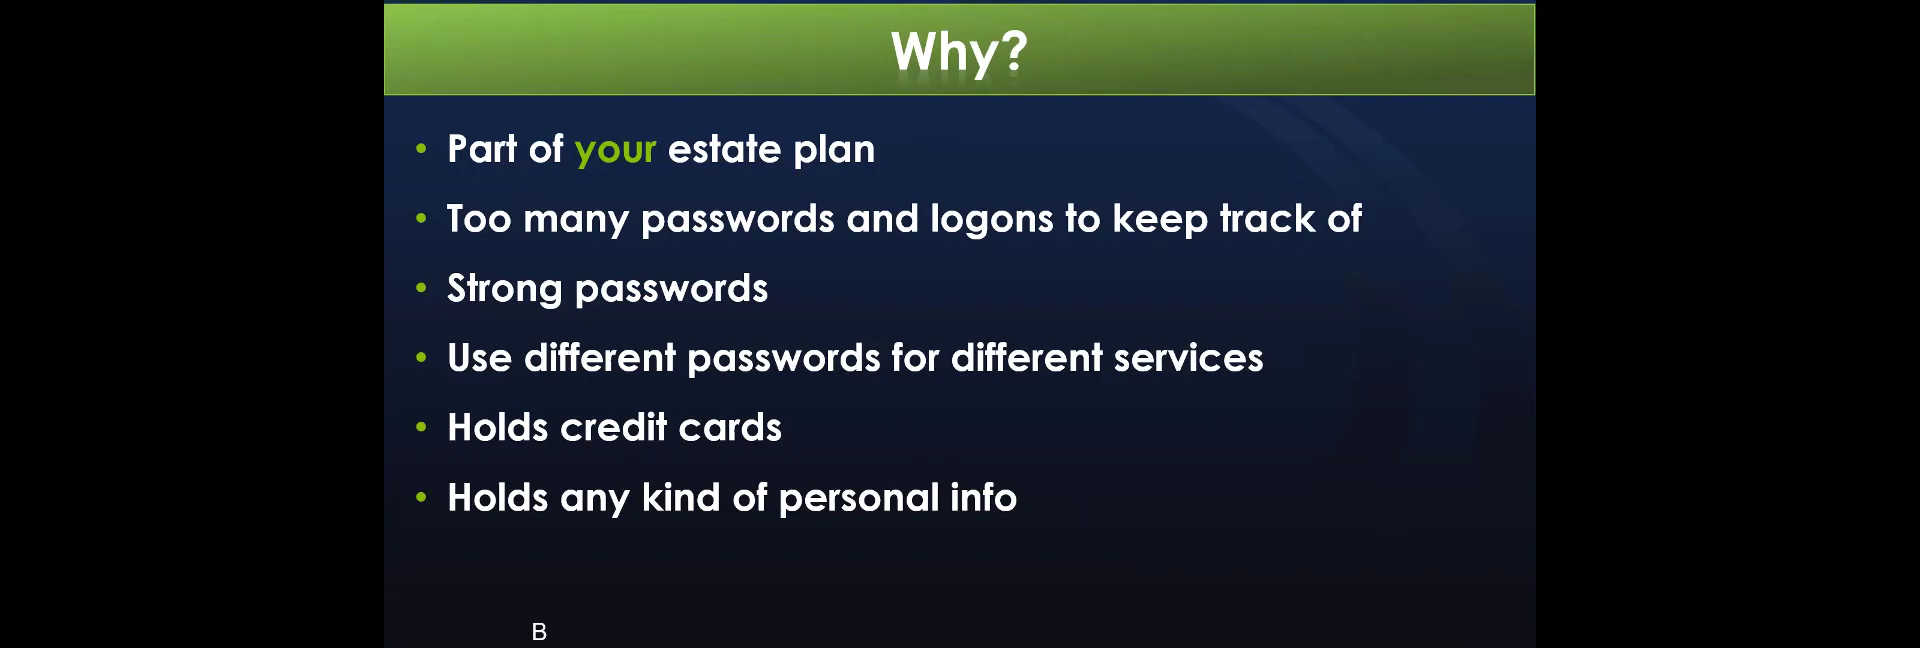 Why?
• Part of your estate plan
• Too many passwords and logons to keep track of
• Strong passwords
• Use different passwords for different services
• Holds credit cards
• Holds any kind of personal info
B